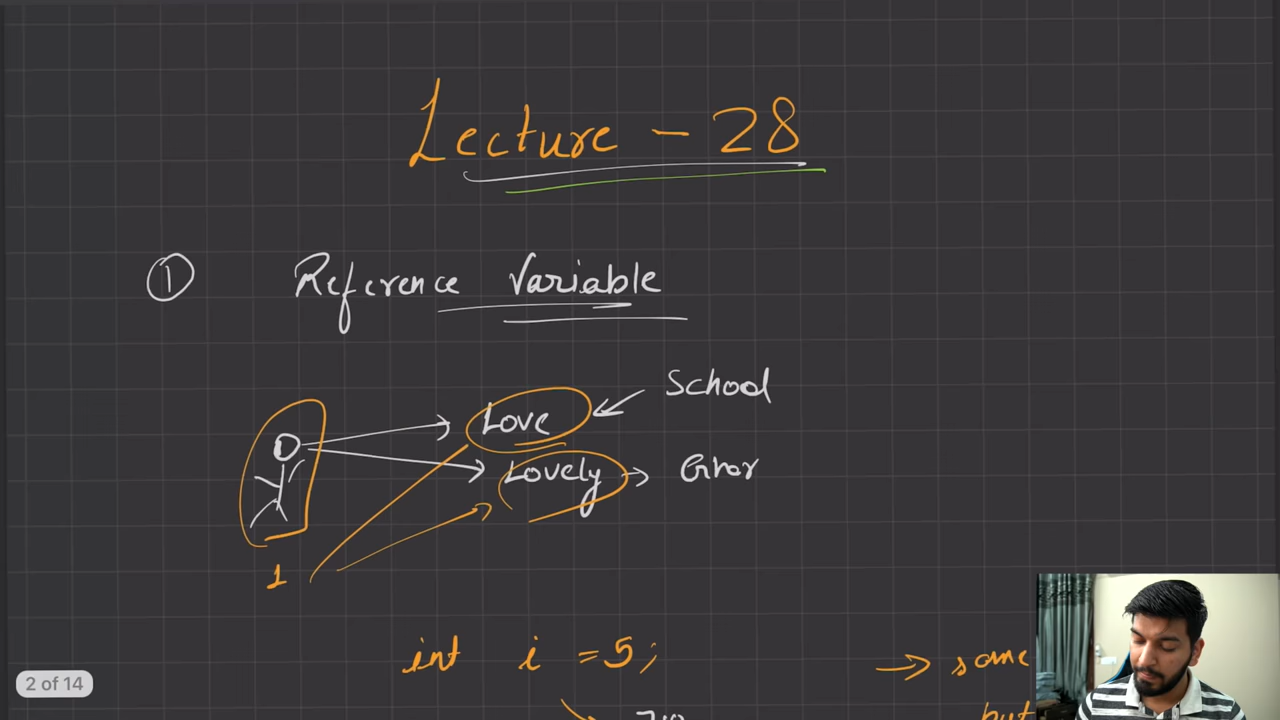 Lecture - 28
① Reference Variable
Love ← School
Lovely → Ghar
1
int i = 5; → same
but
2 of 14